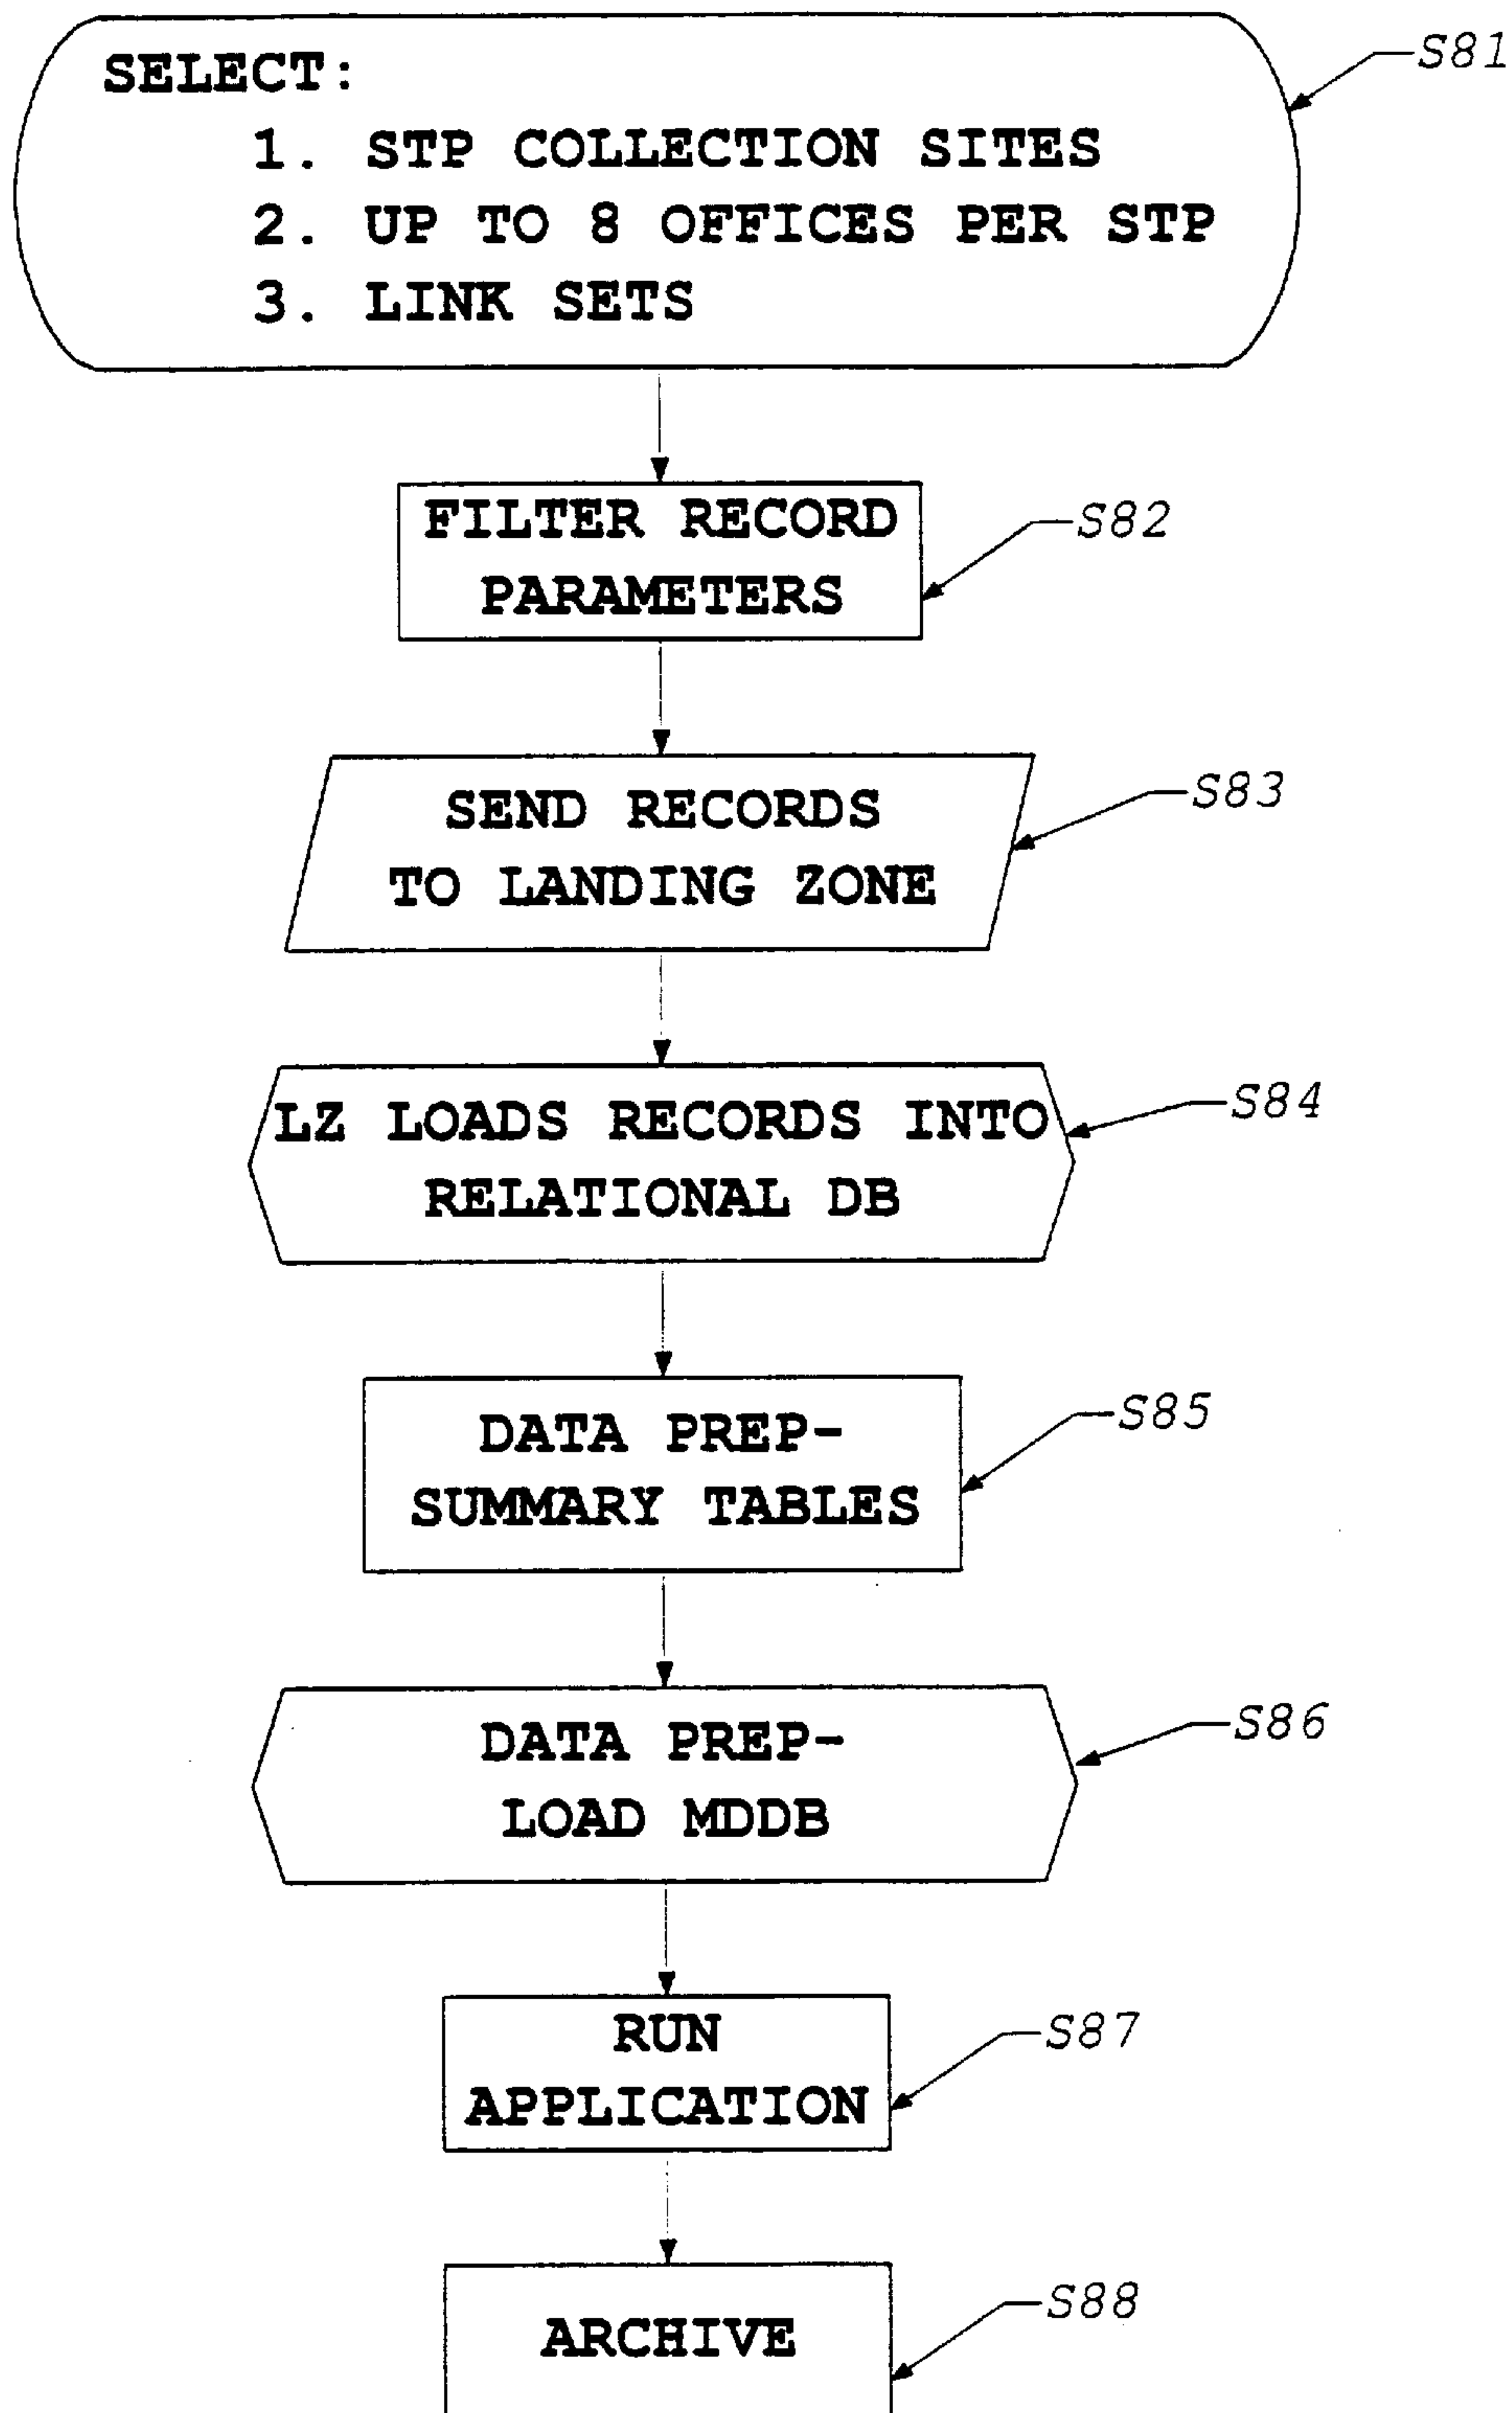 SELECT:
1. STP COLLECTION SITES
2. UP TO 8 OFFICES PER STP
3. LINK SETS
S81
FILTER RECORD
PARAMETERS
S82
SEND RECORDS
TO LANDING ZONE
S83
LZ LOADS RECORDS INTO
RELATIONAL DB
S84
DATA PREP-
SUMMARY TABLES
S85
DATA PREP-
LOAD MDDB
S86
RUN
APPLICATION
S87
ARCHIVE
S88